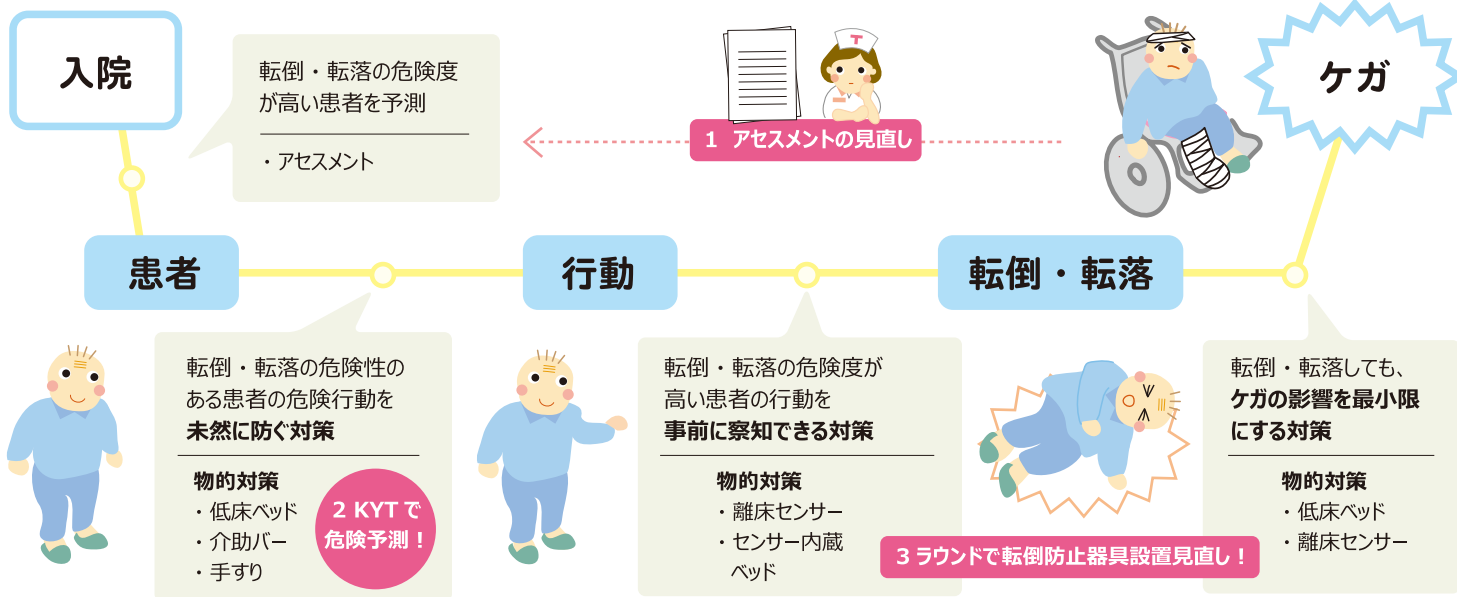 入院
転倒・転落の危険度
が高い患者を予測
・アセスメント
T
1 アセスメントの見直し
ケガ
患者
行動
転倒・転落
転倒・転落の危険性の
ある患者の危険行動を
未然に防ぐ対策
物的対策
・低床ベッド
・介助バー
・手すり
2 KYTで
危険予測！
転倒・転落の危険度が
高い患者の行動を
事前に察知できる対策
物的対策
・離床センサー
・センサー内蔵
ベッド
3 ラウンドで転倒防止器具設置見直し！
転倒・転落しても、
ケガの影響を最小限
にする対策
物的対策
・低床ベッド
・離床センサー